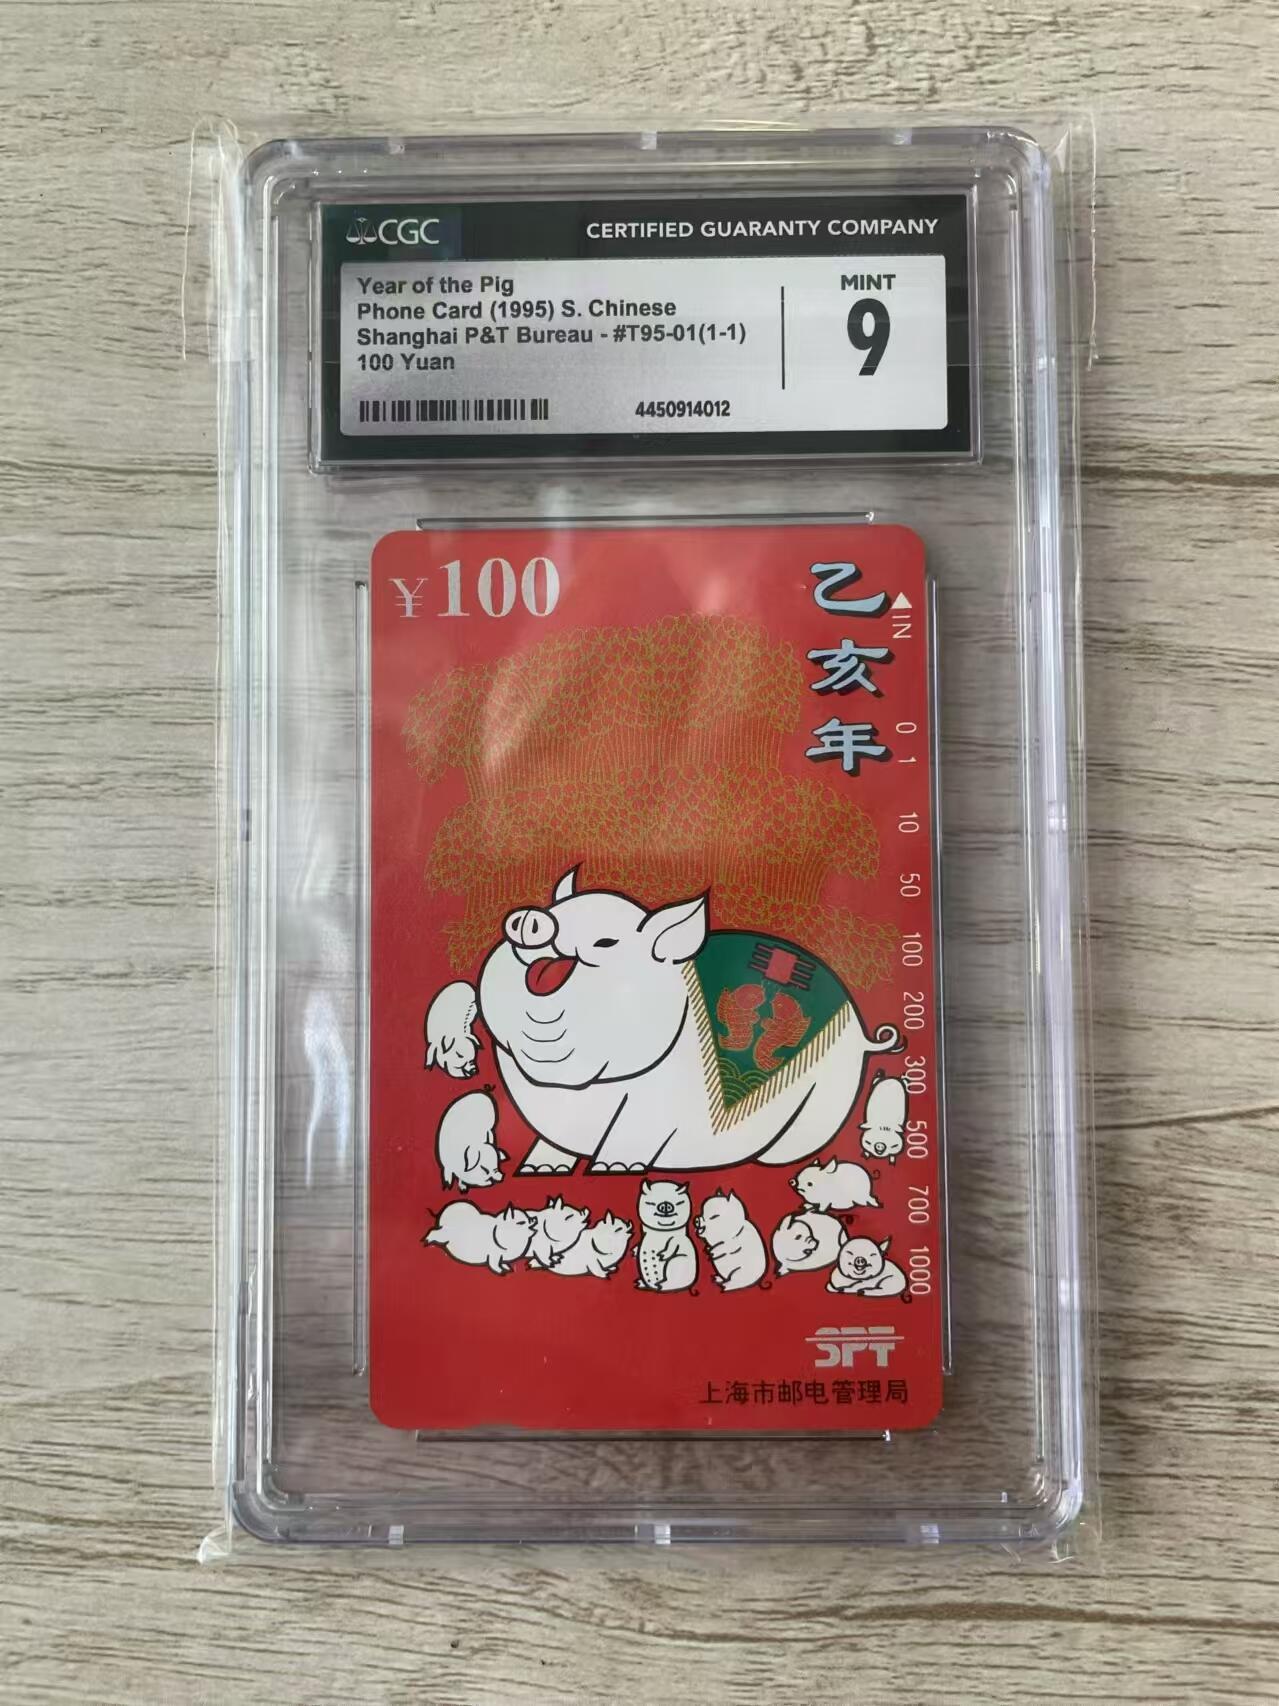 CGC
CERTIFIED GUARANTY COMPANY
Year of the Pig
Phone Card (1995) S. Chinese
Shanghai P&T Bureau - #T95-01(1-1)
100 Yuan
MINT
9
4450914012
¥100
乙亥年
IN
0
1
10
50
100
200
300
500
700
1000
SPT
上海市邮电管理局